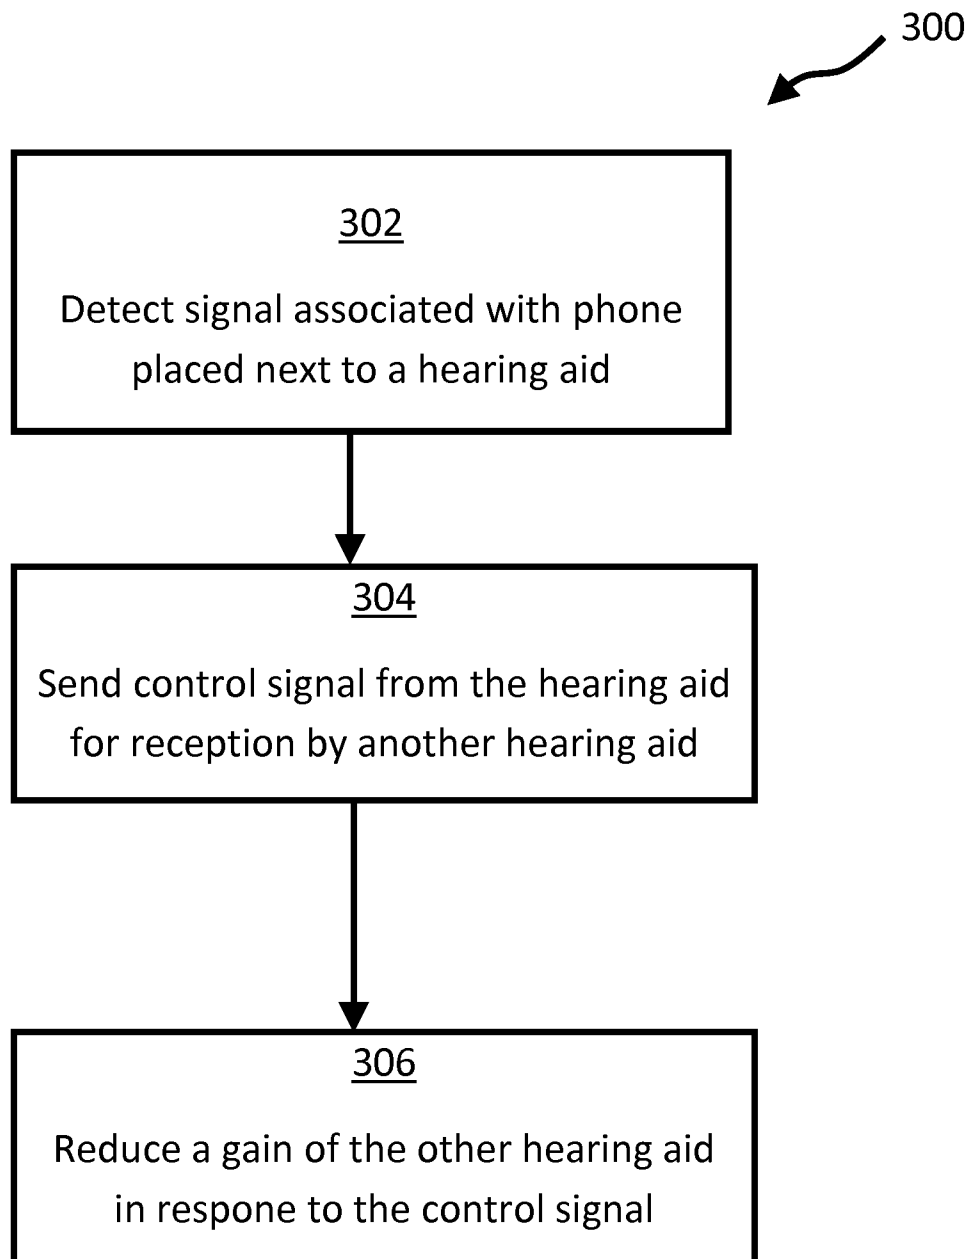 300
302
Detect signal associated with phone
placed next to a hearing aid
304
Send control signal from the hearing aid
for reception by another hearing aid
306
Reduce a gain of the other hearing aid
in respone to the control signal